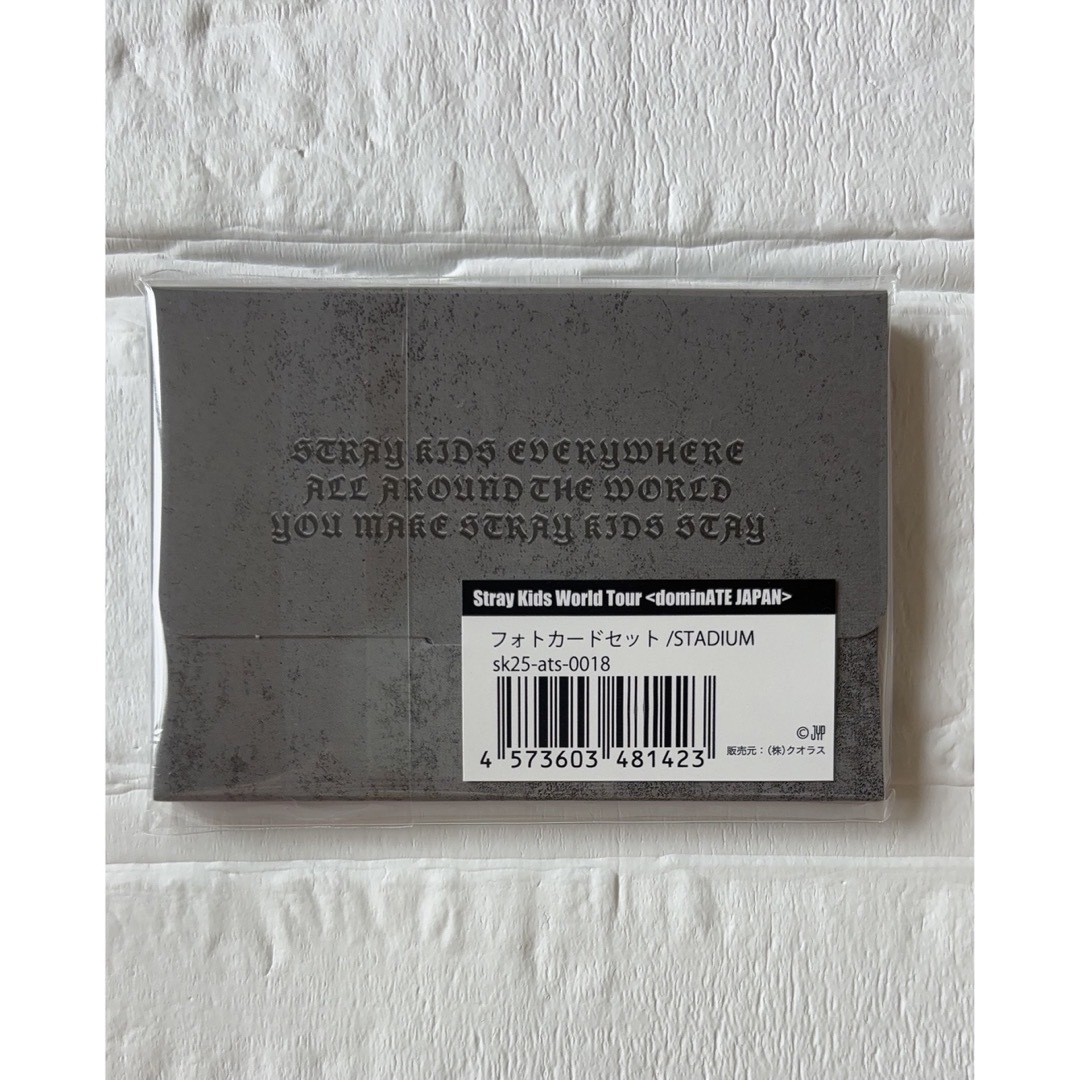 STRAY KIDS EVERYWHERE
ALL AROUND THE WORLD
YOU MAKE STRAY KIDS STAY
Stray Kids World Tour <dominATE JAPAN>
フォトカードセット /STADIUM
sk25-ats-0018
4 573603 481423
© JYP
販売元：（株）クオラス